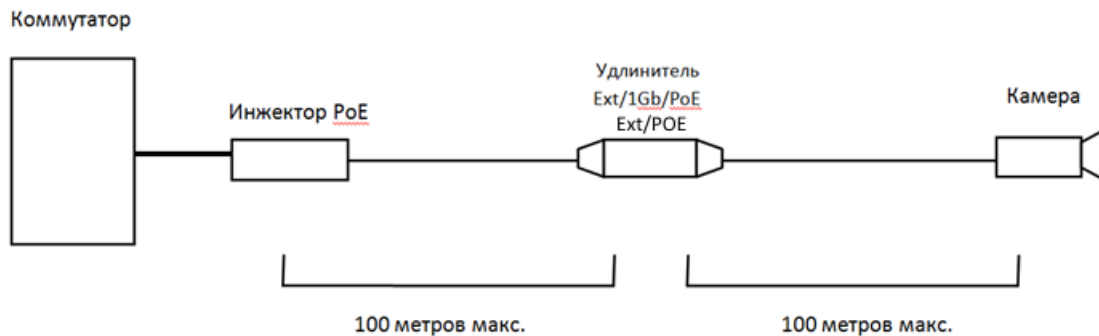 Коммутатор
Инжектор PoE
Удлинитель
Ext/1Gb/PoE
Ext/POE
Камера
100 метров макс.
100 метров макс.